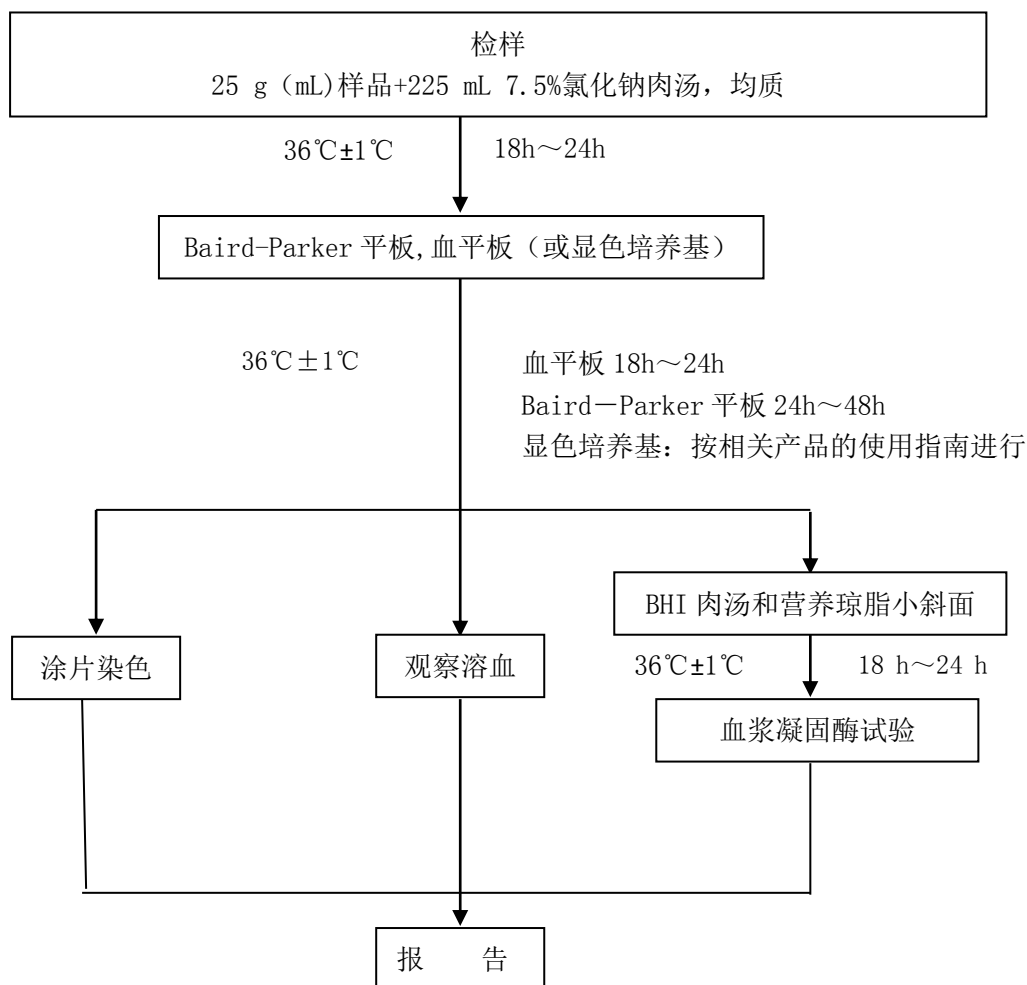 检样
25 g（mL)样品+225 mL 7.5%氯化钠肉汤，均质
36℃±1℃ 18h～24h
Baird-Parker 平板,血平板（或显色培养基）
36℃±1℃
血平板 18h～24h
Baird－Parker 平板 24h～48h
显色培养基：按相关产品的使用指南进行
涂片染色
观察溶血
BHI 肉汤和营养琼脂小斜面
36℃±1℃ 18 h～24 h
血浆凝固酶试验
报 告